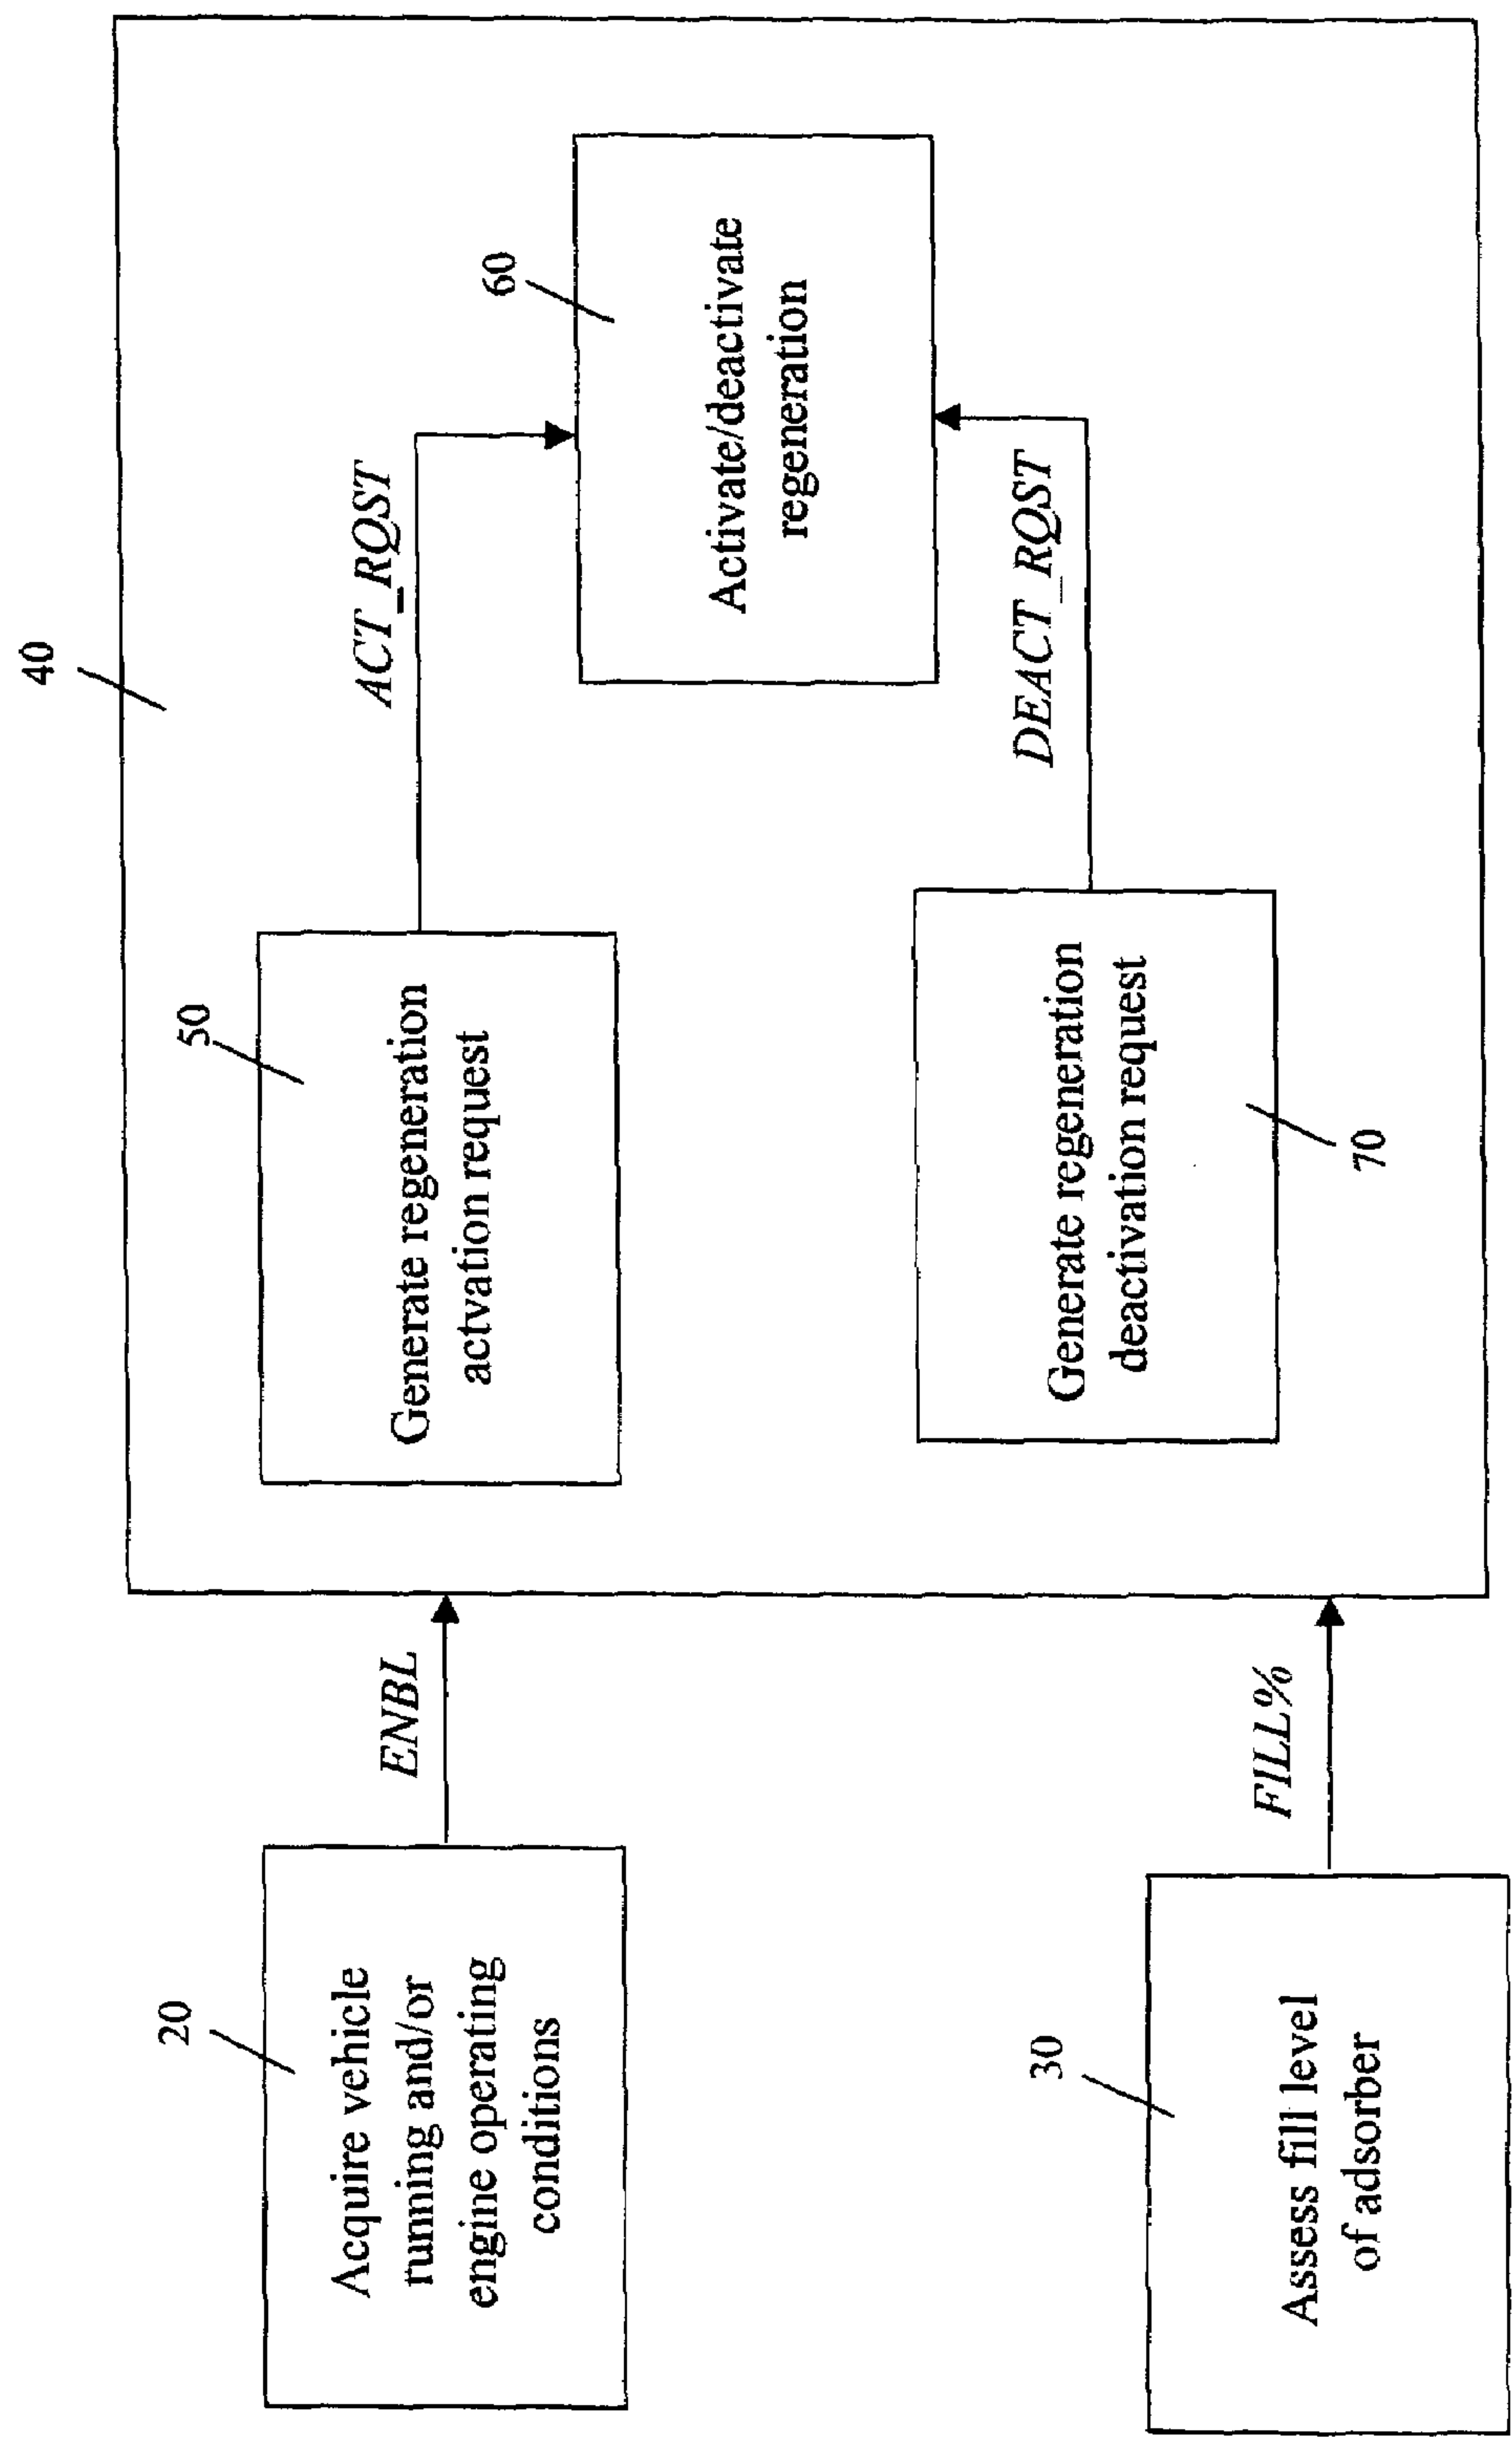 20
Acquire vehicle
running and/or
engine operating
conditions
ENBL
30
Assess fill level
of adsorber
FILL%
40
50
Generate regeneration
actvation request
ACT_RQST
60
Activate/deactivate
regeneration
DEACT_RQST
Generate regeneration
deactivation request
70